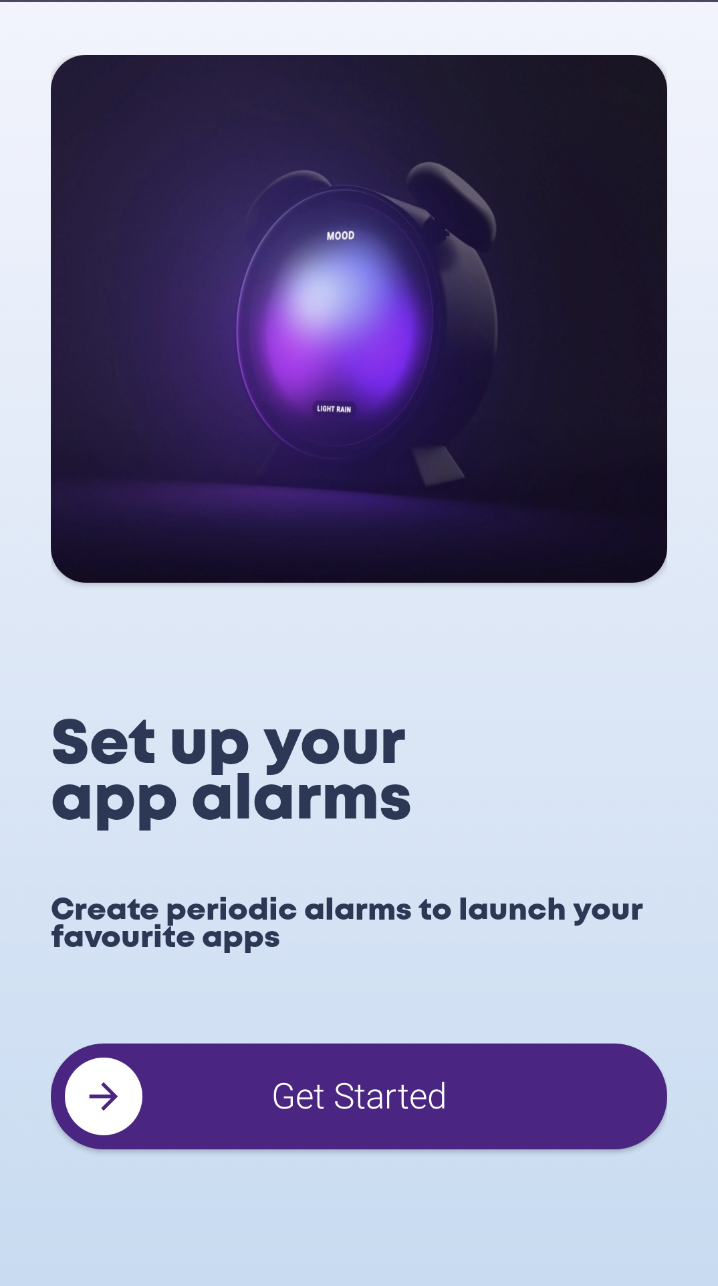 MOOD
LIGHT RAIN
Set up your
app alarms
Create periodic alarms to launch your
favourite apps
Get Started